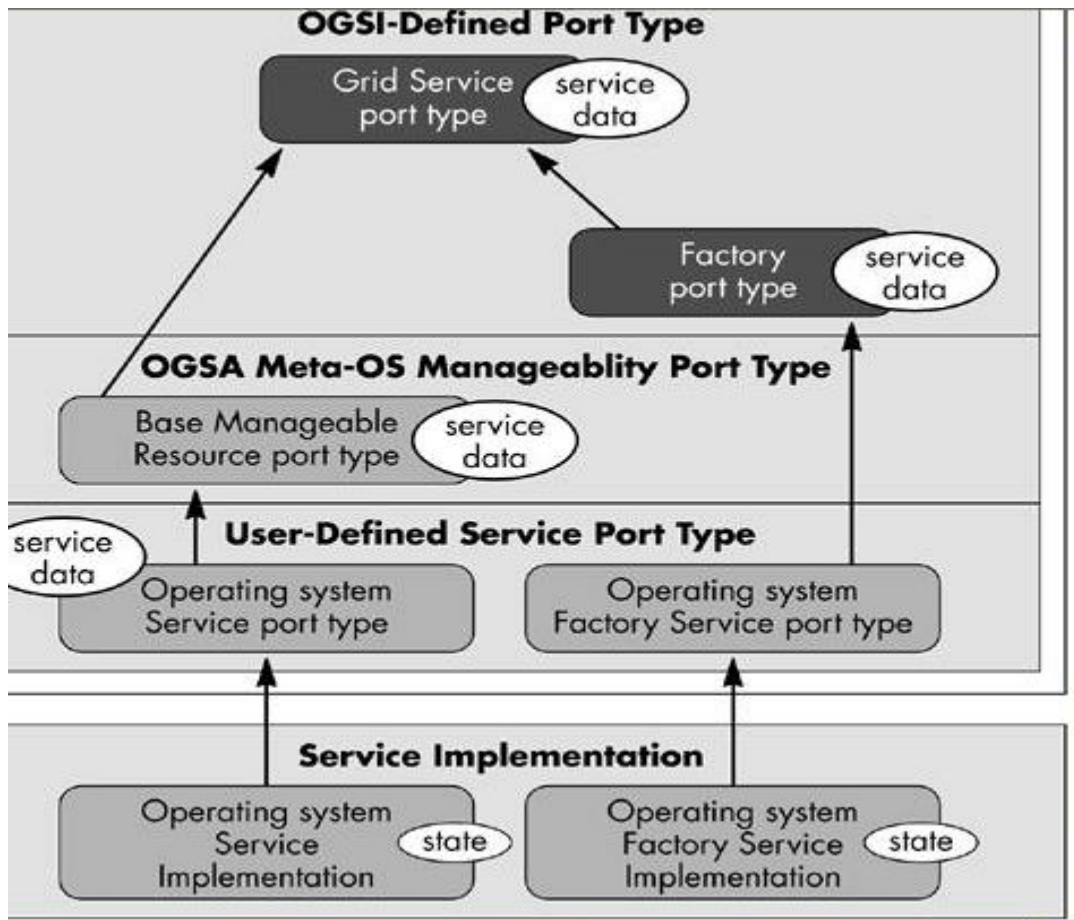 OGSI-Defined Port Type
Grid Service
port type
service
data
Factory
port type
service
data
OGSA Meta-OS Manageablity Port Type
Base Manageable
Resource port type
service
data
User-Defined Service Port Type
service
data
Operating system
Service port type
Operating system
Factory Service port type
Service Implementation
Operating system
Service
Implementation
state
Operating system
Factory Service
Implementation
state